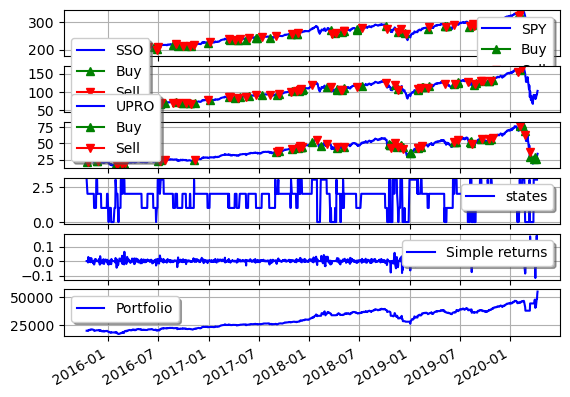 300
200
SPY
Buy
SSO
Buy
Sell
150
100
50
UPRO
Buy
Sell
75
50
25
2.5
0.0
states
0.1
0.0
−0.1
Simple returns
50000
25000
Portfolio
2016-01
2016-07
2017-01
2017-07
2018-01
2018-07
2019-01
2019-07
2020-01